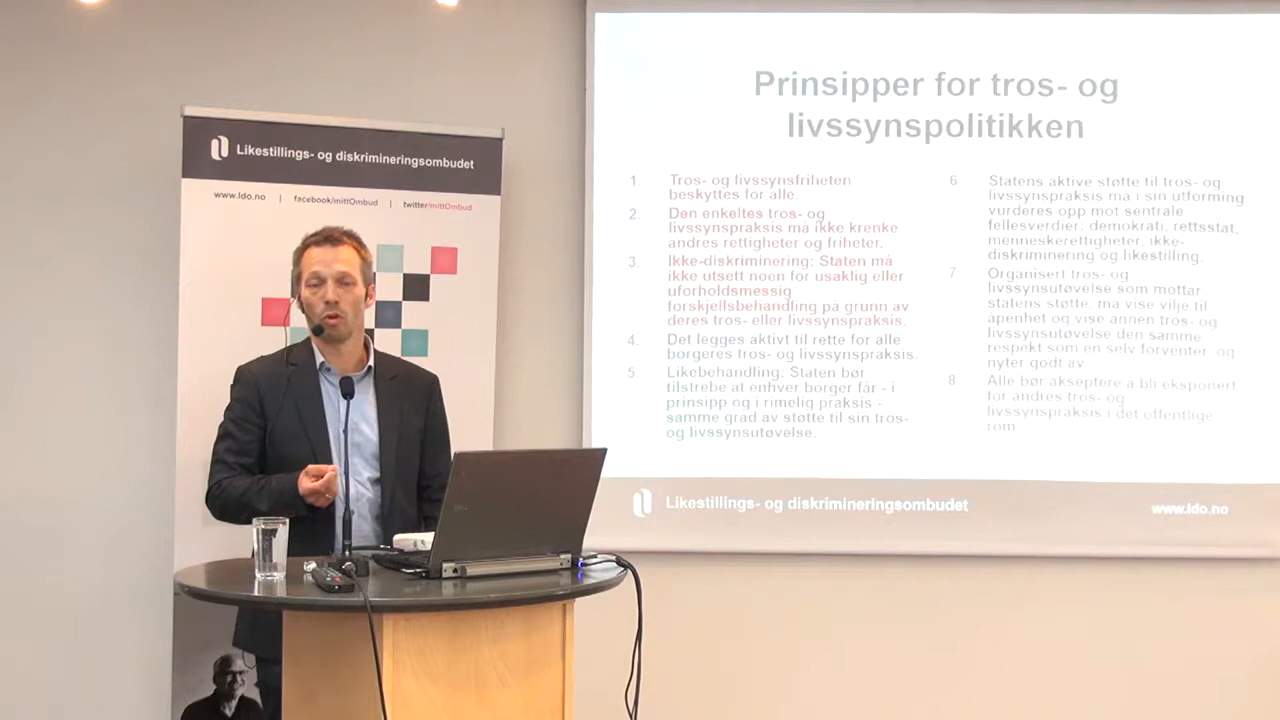 Likestillings- og diskrimineringsombudet
www.ldo.no | facebook/mittOmbud | twitter/mittOmbud
Prinsipper for tros- og
livssynspolitikken
1. Tros- og livssynsfriheten
beskyttes for alle.
2. Den enkeltes tros- og
livssynspraksis må ikke krenke
andres rettigheter og friheter.
3. Ikke-diskriminering: Staten må
ikke utsett noen for usaklig eller
uforholdsmessig
forskjellsbehandling på grunn av
deres tros- eller livssynspraksis.
4. Det legges aktivt til rette for alle
borgeres tros- og livssynspraksis.
5. Likebehandling: Staten bør
tilstrebe at enhver borger får - i
prinsipp og i rimelig praksis -
samme grad av støtte til sin tros-
og livssynsutøvelse.
6 Statens aktive støtte til tros- og
livssynspraksis må i sin utforming
vurderes opp mot sentrale
fellesverdier: demokrati, rettsstat,
menneskerettigheter, ikke-
diskriminering og likestilling.
7 Organisert tros- og
livssynsutøvelse som mottar
statens støtte, må vise vilje til
åpenhet og vise annen tros- og
livssynsutøvelse den samme
respekt som en selv forventer, og
nyter godt av
8 Alle bør akseptere å bli eksponert
for andres tros- og
livssynspraksis i det offentlige
rom.
Likestillings- og diskrimineringsombudet
www.ldo.no